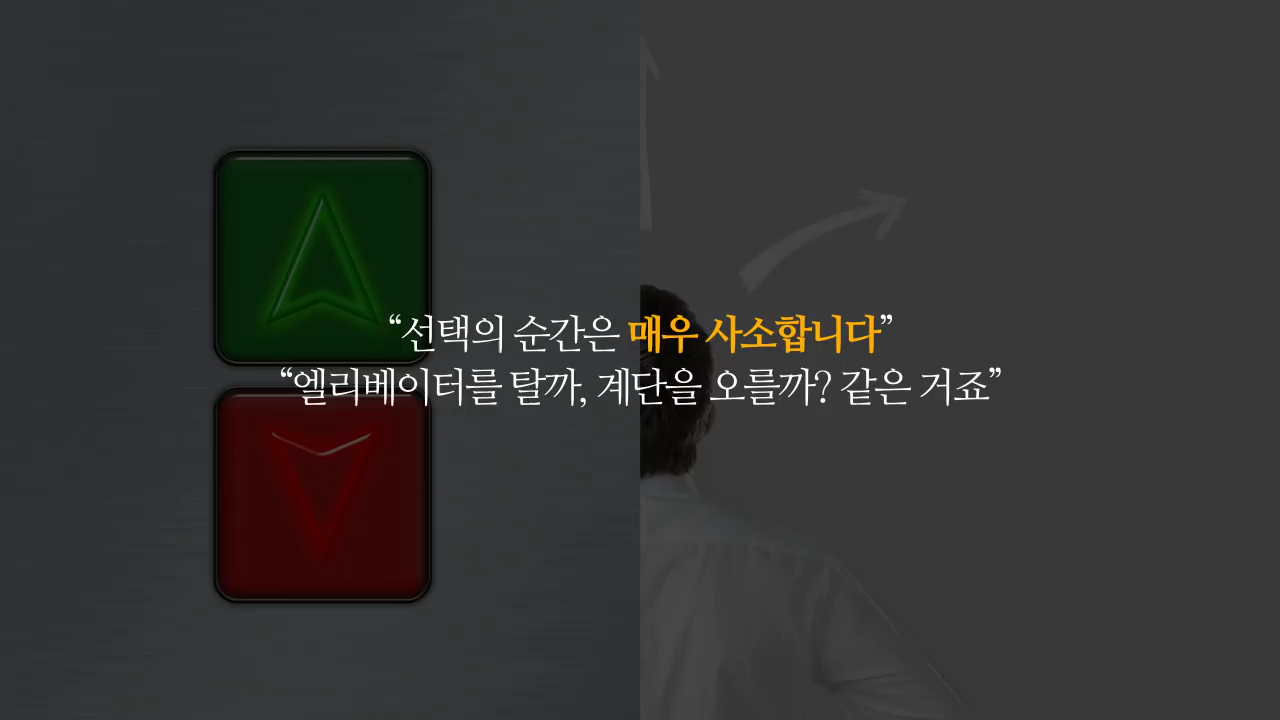 “선택의 순간은 매우 사소합니다”
“엘리베이터를 탈까, 계단을 오를까? 같은 거죠”